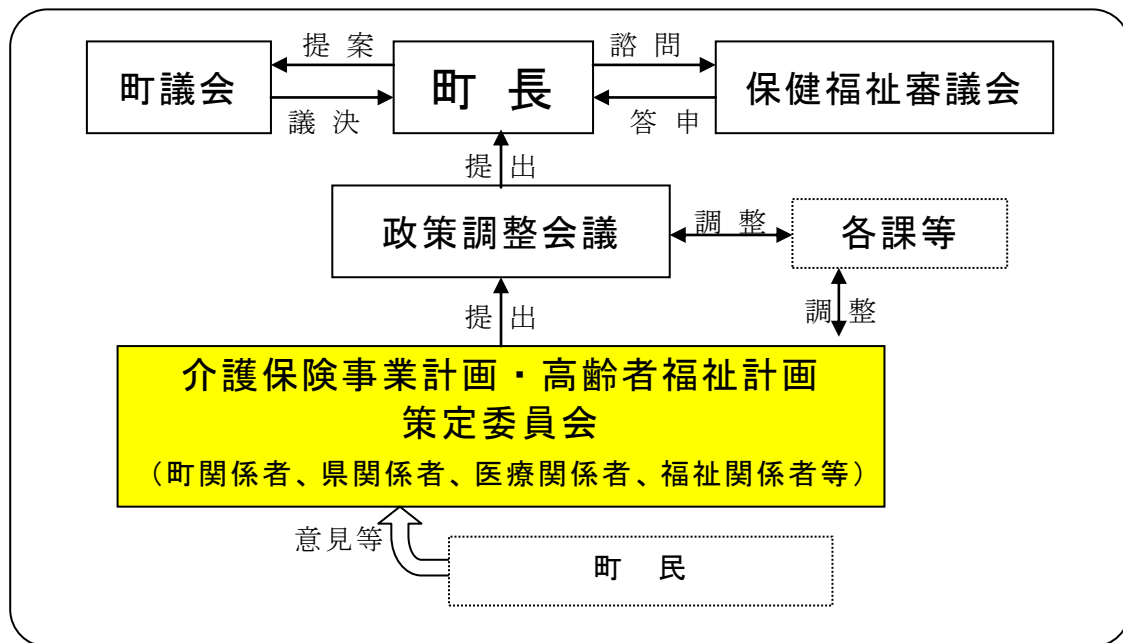 提 案
諮 問
町議会
町 長
保健福祉審議会
議 決
答 申
提 出
政策調整会議
調 整
各課等
提 出
調 整
介護保険事業計画・高齢者福祉計画
策定委員会
（町関係者、県関係者、医療関係者、福祉関係者等）
意見等
町 民